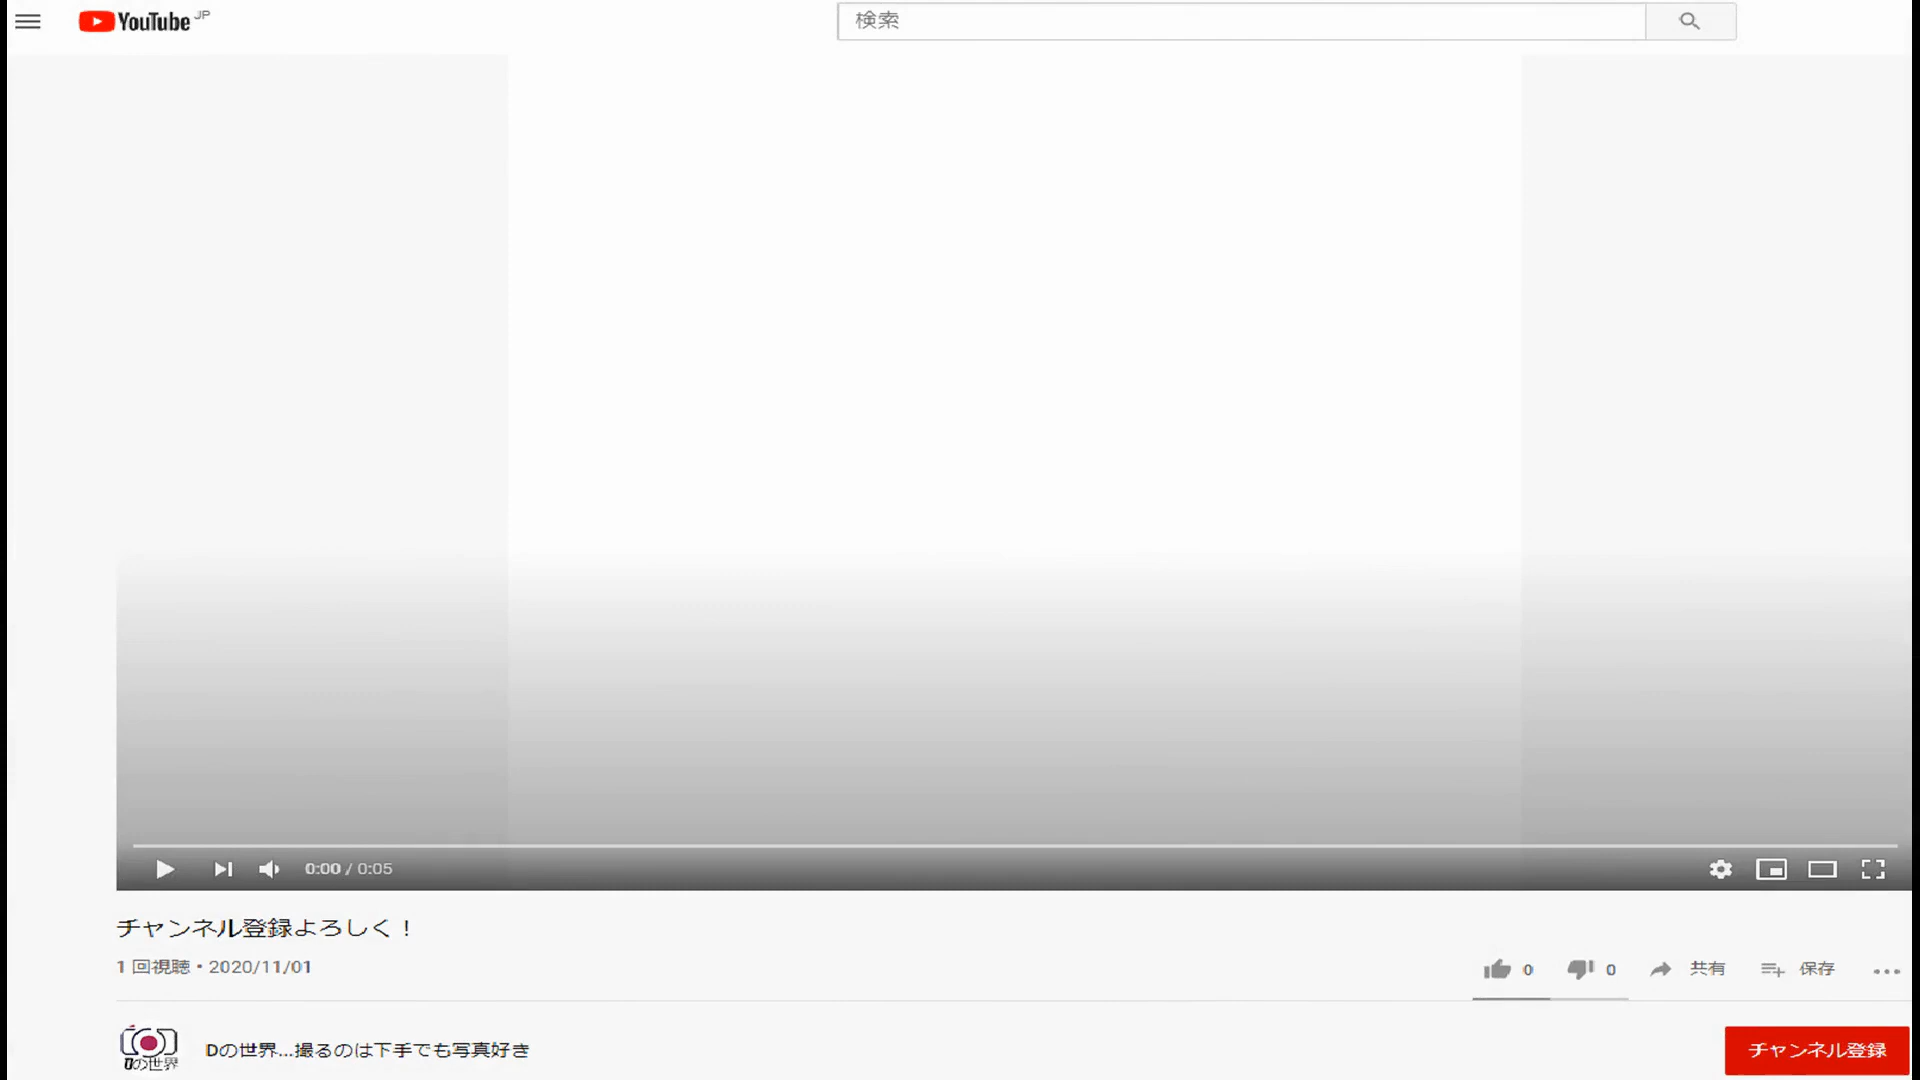 YouTube JP
検索
0:00 / 0:05
チャンネル登録よろしく！
1 回視聴・2020/11/01
0 0 共有 保存
Dの世界
Dの世界...撮るのは下手でも写真好き
チャンネル登録